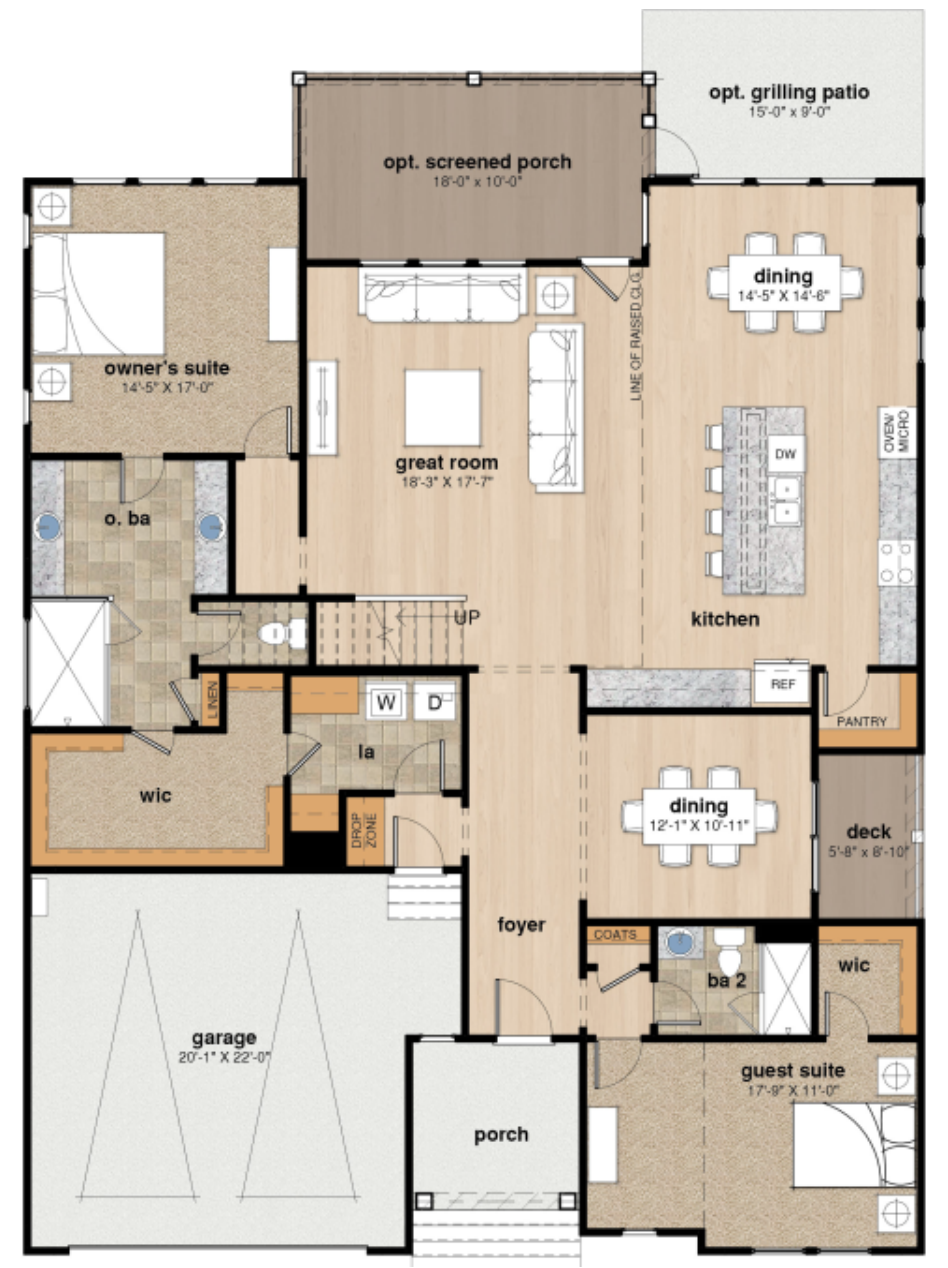 opt. grilling patio
15'-0" x 9'-0"
opt. screened porch
18'-0" x 10'-0"
dining
14'-5" X 14'-6"
LINE OF RAISED CLG.
owner's suite
14'-5" X 17'-0"
OVEN/
MICRO
DW
great room
18'-3" X 17'-7"
o. ba
UP
kitchen
REF
LINEN
W
D
PANTRY
la
wic
dining
12'-1" X 10'-11"
DROP
ZONE
deck
5'-8" x 8'-10"
foyer
COATS
wic
ba 2
garage
20'-1" X 22'-0"
guest suite
17'-9" X 11'-0"
porch